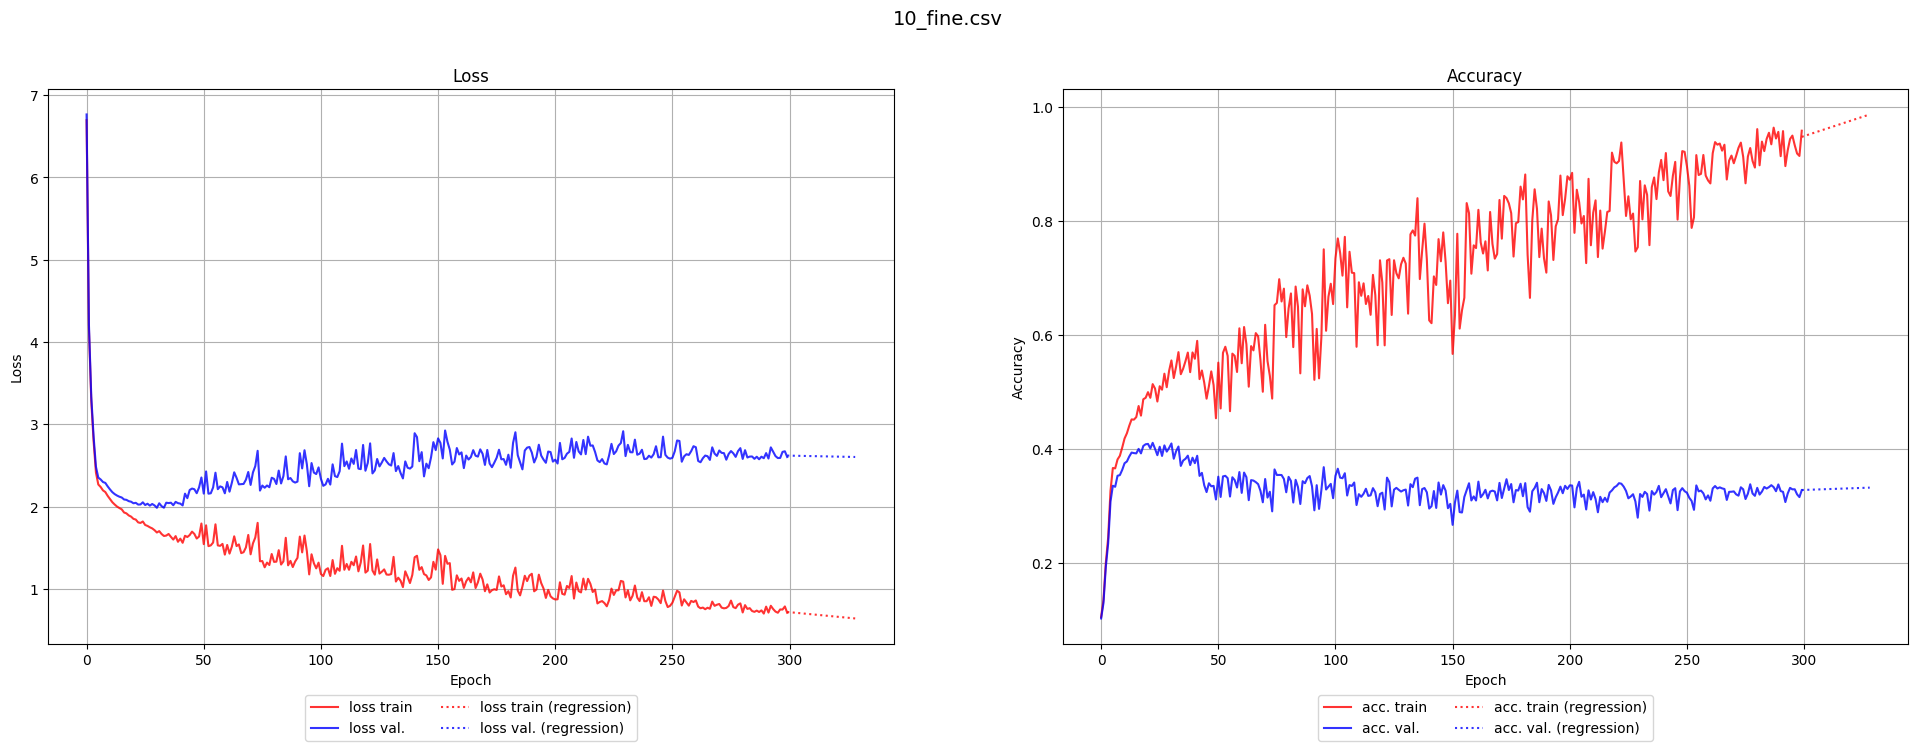 10_fine.csv
Loss
7
6
5
4
3
2
1
Loss
0 50 100 150 200 250 300
Epoch
loss train
loss val.
loss train (regression)
loss val. (regression)
Accuracy
1.0
0.8
0.6
0.4
0.2
Accuracy
0 50 100 150 200 250 300
Epoch
acc. train
acc. val.
acc. train (regression)
acc. val. (regression)